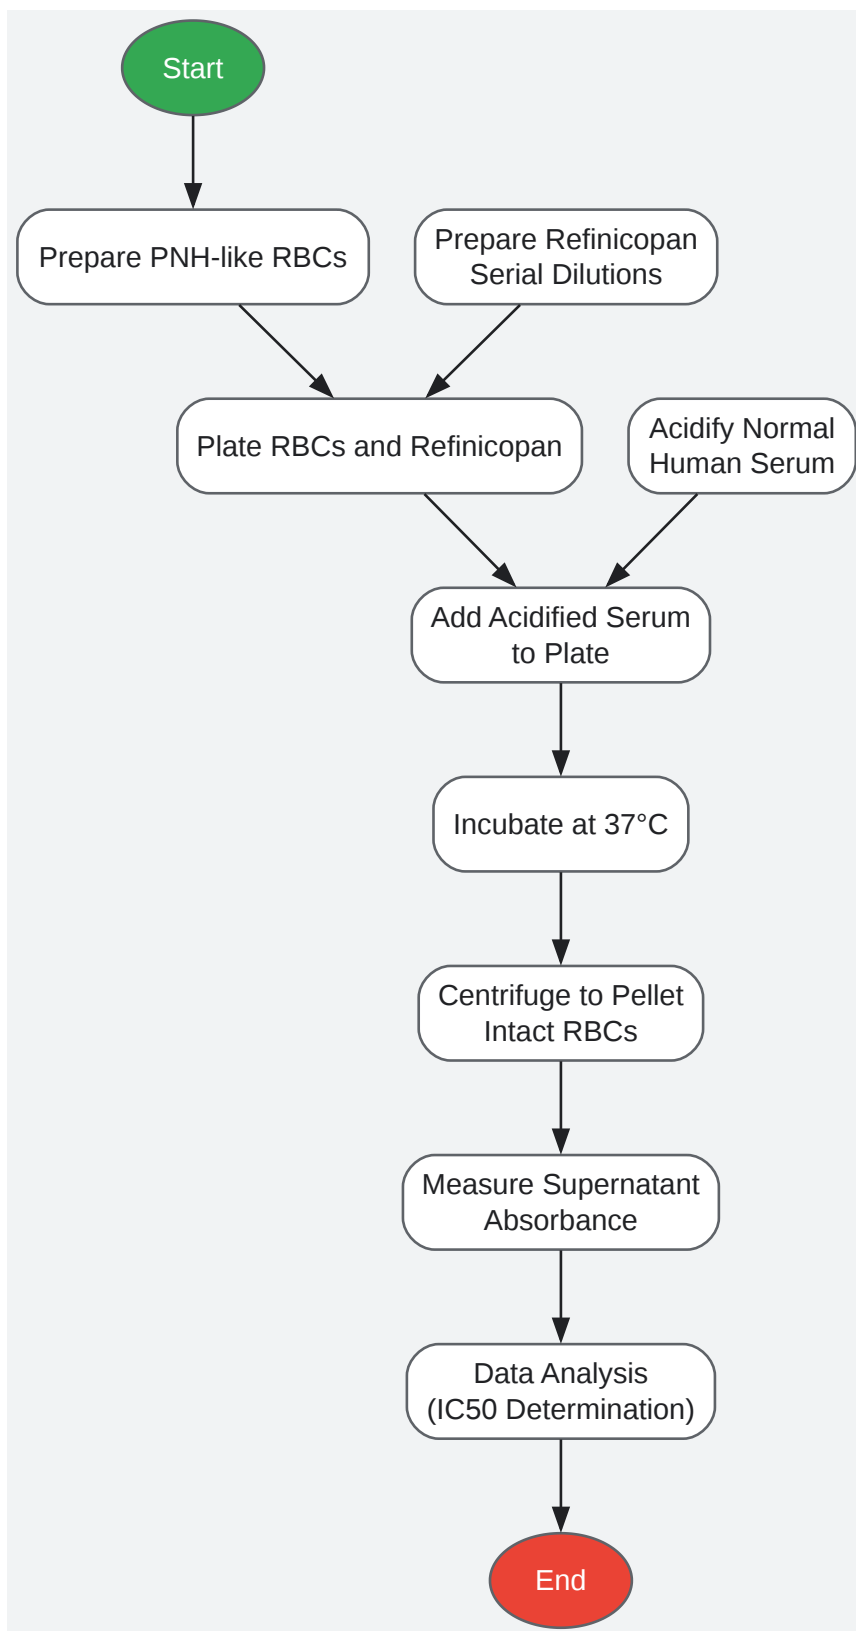 Start
Prepare PNH-like RBCs
Prepare Refinicopan
Serial Dilutions
Plate RBCs and Refinicopan
Acidify Normal
Human Serum
Add Acidified Serum
to Plate
Incubate at 37°C
Centrifuge to Pellet
Intact RBCs
Measure Supernatant
Absorbance
Data Analysis
(IC50 Determination)
End